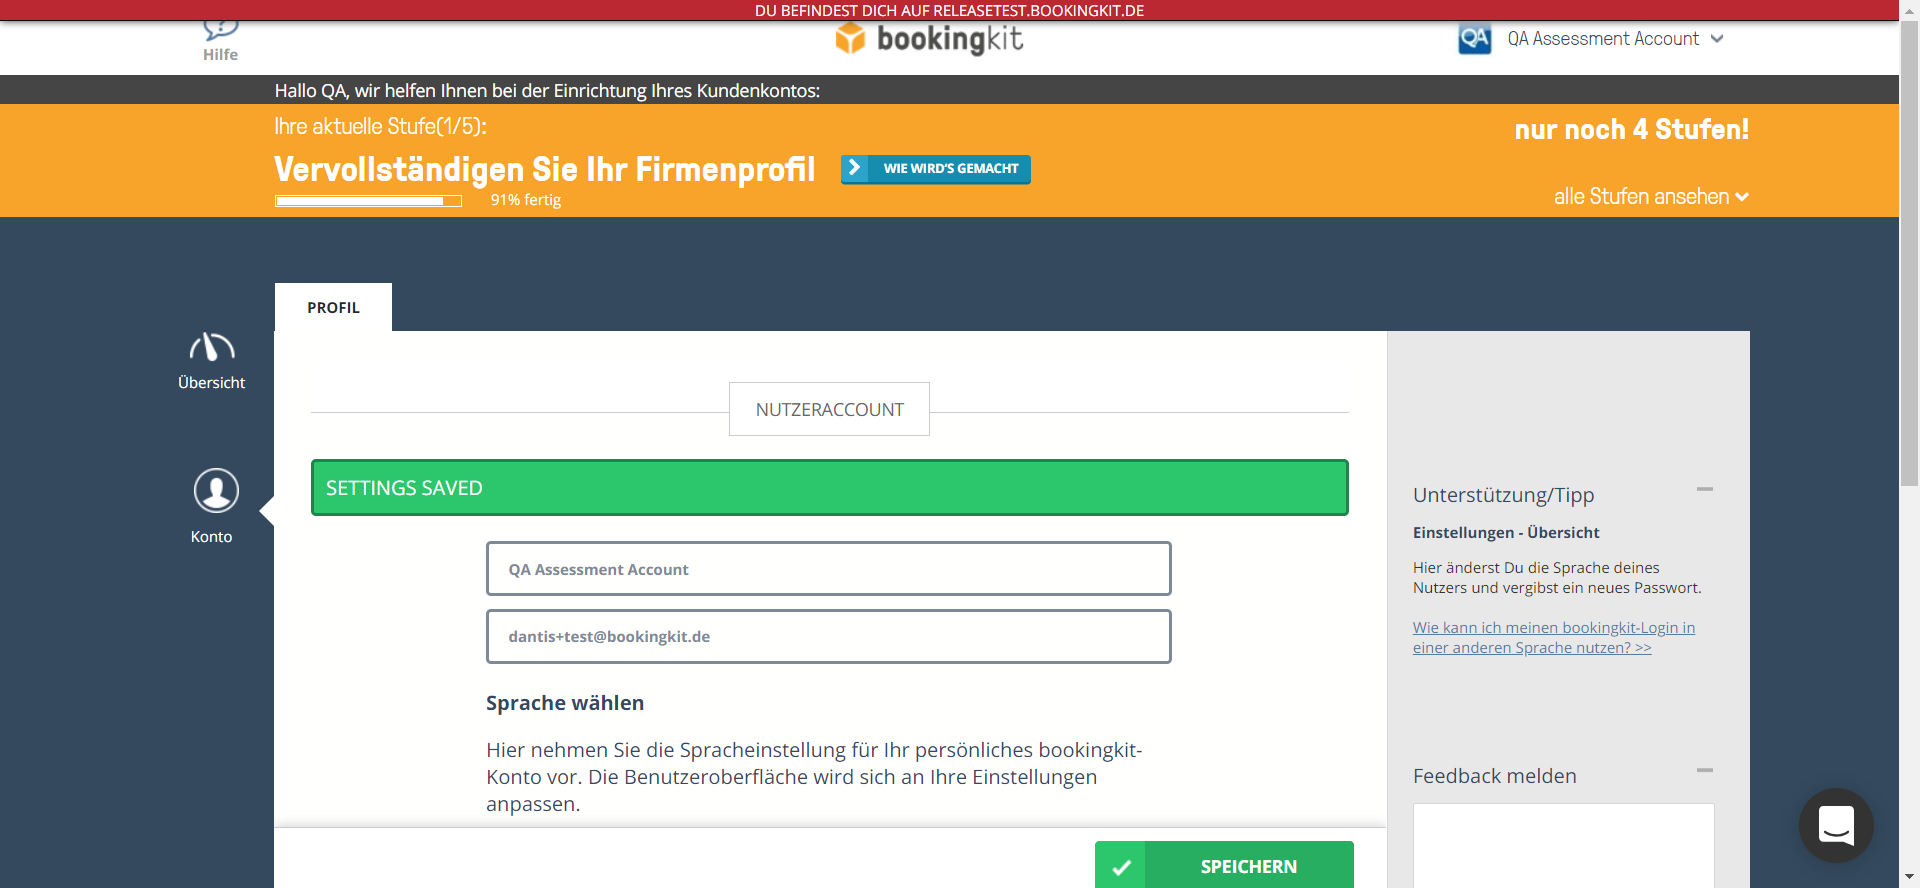 DU BEFINDEST DICH AUF RELEASETEST.BOOKINGKIT.DE
Hilfe
bookingkit
QA
QA Assessment Account
Hallo QA, wir helfen Ihnen bei der Einrichtung Ihres Kundenkontos:
Ihre aktuelle Stufe(1/5):
nur noch 4 Stufen!
Vervollständigen Sie Ihr Firmenprofil
WIE WIRD'S GEMACHT
91% fertig
alle Stufen ansehen
PROFIL
Übersicht
Konto
NUTZERACCOUNT
SETTINGS SAVED
QA Assessment Account
dantis+test@bookingkit.de
Sprache wählen
Hier nehmen Sie die Spracheinstellung für Ihr persönliches bookingkit-
Konto vor. Die Benutzeroberfläche wird sich an Ihre Einstellungen
anpassen.
SPEICHERN
Unterstützung/Tipp
Einstellungen - Übersicht
Hier änderst Du die Sprache deines
Nutzers und vergibst ein neues Passwort.
Wie kann ich meinen bookingkit-Login in
einer anderen Sprache nutzen? >>
Feedback melden